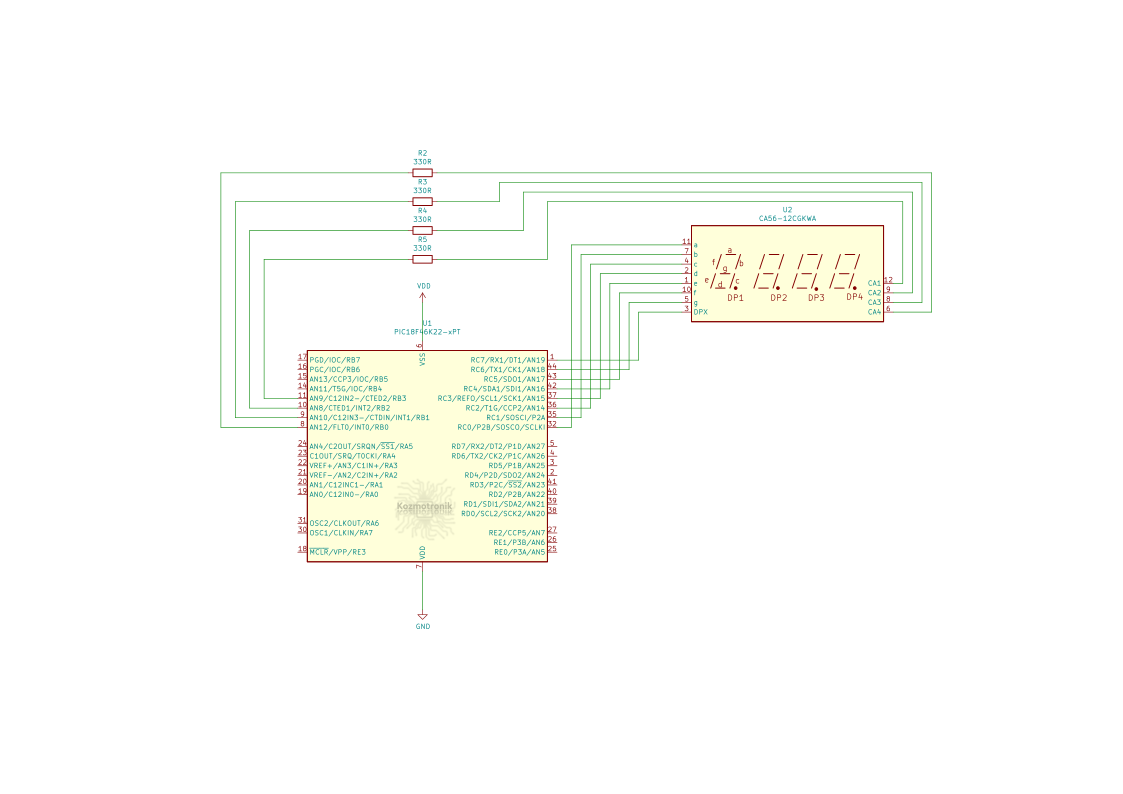 R2
330R
R3
330R
R4
330R
R5
330R
VDD
U1
PIC18F46K22-xPT
6
VSS
17 PGD/IOC/RB7
16 PGC/IOC/RB6
15 AN13/CCP3/IOC/RB5
14 AN11/T5G/IOC/RB4
11 AN9/C12IN2-/CTED2/RB3
10 AN8/CTED1/INT2/RB2
9 AN10/C12IN3-/CTDIN/INT1/RB1
8 AN12/FLT0/INT0/RB0
24 AN4/C2OUT/SRQN/SS1/RA5
23 C1OUT/SRQ/T0CKI/RA4
22 VREF+/AN3/C1IN+/RA3
21 VREF-/AN2/C2IN+/RA2
20 AN1/C12INC1-/RA1
19 AN0/C12IN0-/RA0
31 OSC2/CLKOUT/RA6
30 OSC1/CLKIN/RA7
18 MCLR/VPP/RE3
RC7/RX1/DT1/AN19 1
RC6/TX1/CK1/AN18 44
RC5/SDO1/AN17 43
RC4/SDA1/SDI1/AN16 42
RC3/REFO/SCL1/SCK1/AN15 37
RC2/T1G/CCP2/AN14 36
RC1/SOSCI/P2A 35
RC0/P2B/SOSCO/SCLKI 32
RD7/RX2/DT2/P1D/AN27 5
RD6/TX2/CK2/P1C/AN26 4
RD5/P1B/AN25 3
RD4/P2D/SDO2/AN24 2
RD3/P2C/SS2/AN23 41
RD2/P2B/AN22 40
RD1/SDI1/SDA2/AN21 39
RD0/SCL2/SCK2/AN20 38
RE2/CCP5/AN7 27
RE1/P3B/AN6 26
RE0/P3A/AN5 25
Kozmotronik
VDD
7
GND
U2
CA56-12CGKWA
11 a
7 b
4 c
2 d
1 e
10 f
5 g
3 DPX
a
f
b
g
e
c
d
DP1
DP2
DP3
DP4
CA1 12
CA2 9
CA3 8
CA4 6